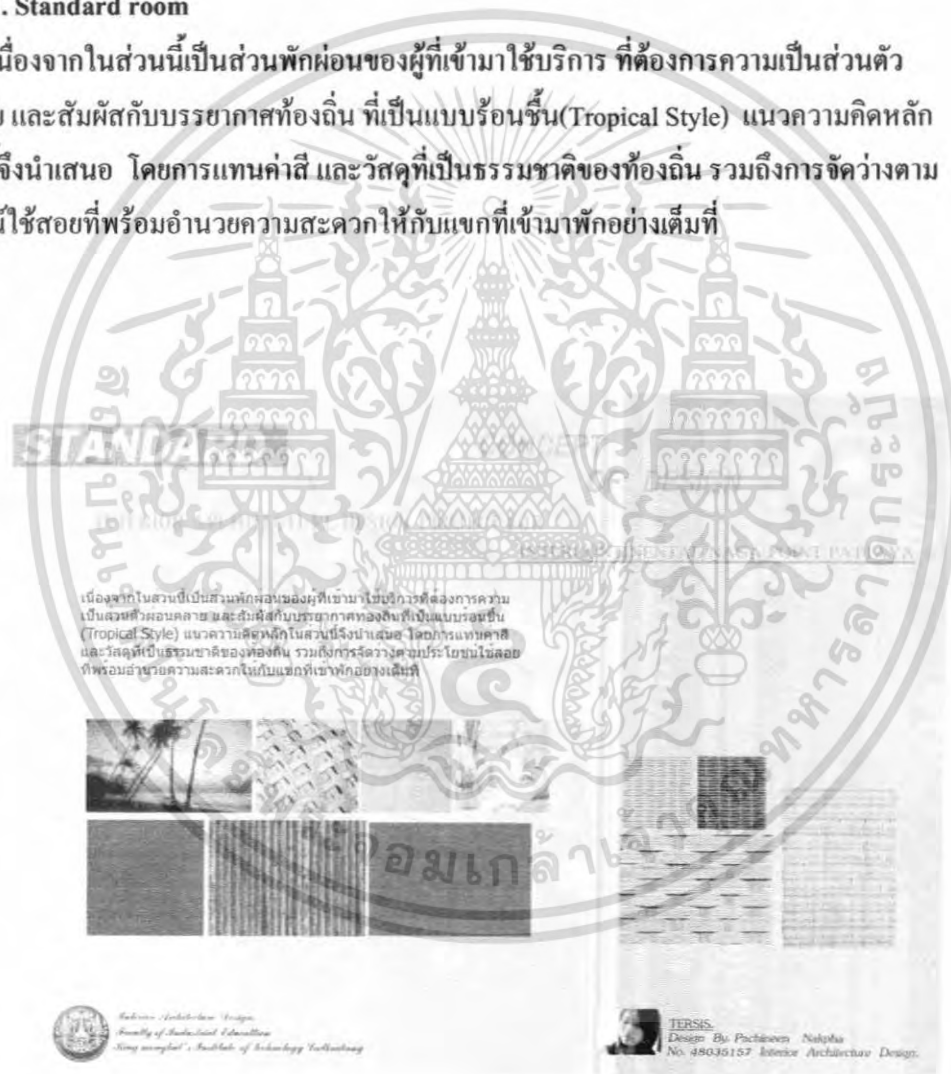 . Standard room
นื่องจากในส่วนนี้เป็นส่วนพักผ่อนของผู้ที่เข้ามาใช้บริการ ที่ต้องการความเป็นส่วนตัว
และสัมผัสกับบรรยากาศท้องถิ่น ที่เป็นแบบร้อนชื้น(Tropical Style) แนวความคิดหลัก
จึงนำเสนอ โดยการแทนค่าสี และวัสดุที่เป็นธรรมชาติของท้องถิ่น รวมถึงการจัดวางตาม
ใช้สอยที่พร้อมอำนวยความสะดวกให้กับแขกที่เข้ามาพักอย่างเต็มที่
STANDARD
CONCEPT
INTERIOR ARCHITECTURE DESIGN
POINT PATTAYA
เนื่องจากในส่วนนี้เป็นส่วนพักผ่อนของผู้ที่เข้ามาใช้บริการที่ต้องการความ
เป็นส่วนตัวผ่อนคลาย และสัมผัสกับบรรยากาศท้องถิ่นที่เป็นแบบร้อนชื้น
(Tropical Style) แนวความคิดหลักในส่วนนี้จึงนำเสนอ โดยการแทนค่าสี
และวัสดุที่เป็นธรรมชาติของท้องถิ่น รวมถึงการจัดวางตามประโยชน์ใช้สอย
ที่พร้อมอำนวยความสะดวกให้กับแขกที่เข้าพักอย่างเต็มที่
Interior Architecture Design.
Faculty of Industrial Education
King mongkut's Institute of Technology Ladkrabang
TERSIS.
Design By. Pachineen Nakpha
No. 48035157 Interior Architecture Design.